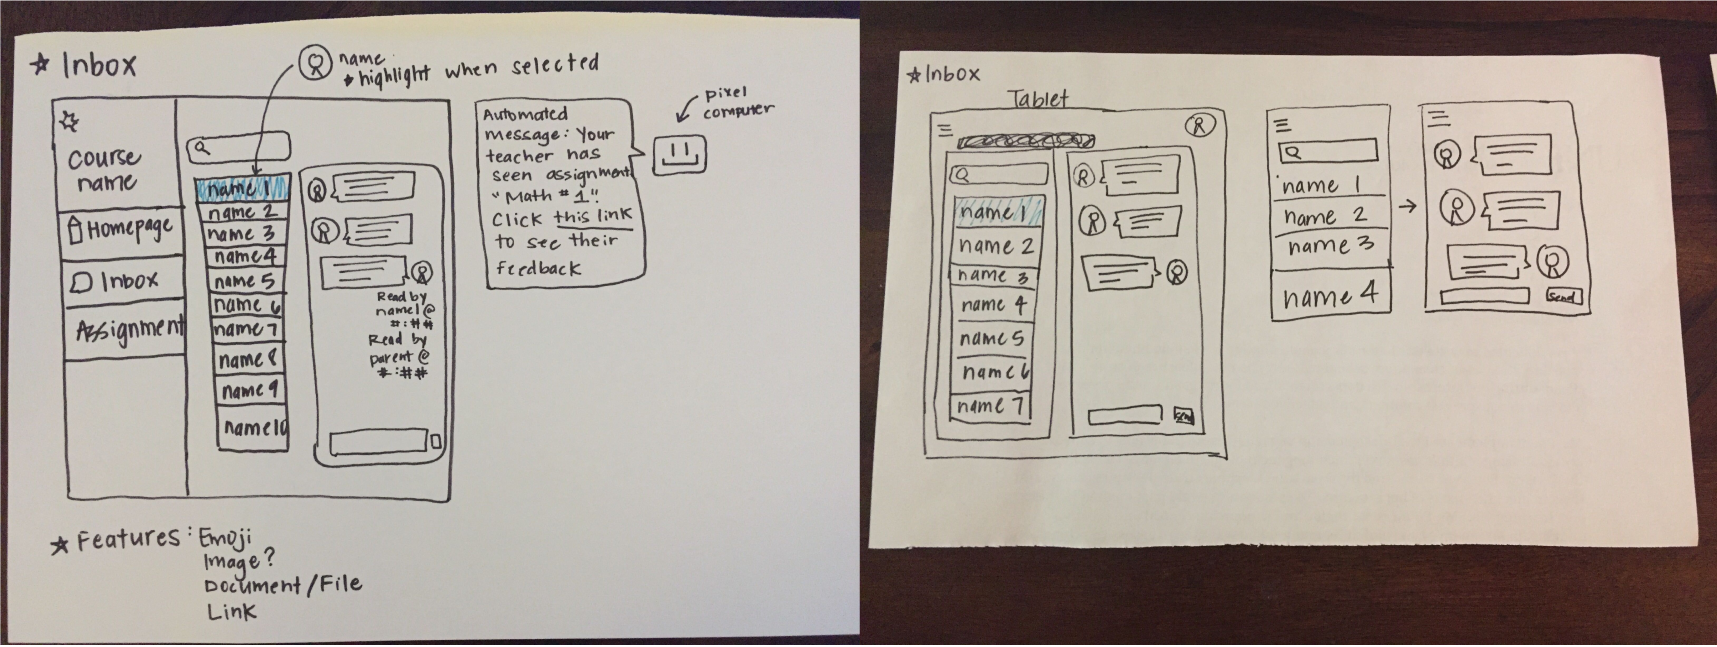 ★ Inbox
name
* highlight when selected
course
name
Homepage
Inbox
Assignment
name 1
name 2
name 3
name 4
name 5
name 6
name 7
name 8
name 9
name 10
Read by
name1 @
#:##
Read by
parent @
#:##
Automated
message: Your
teacher has
seen assignment
"Math #1"!
Click this link
to see their
feedback
pixel
computer
★ Features: Emoji
Image?
Document/File
Link
★ Inbox
Tablet
name 1
name 2
name 3
name 4
name 5
name 6
name 7
send
name 1
name 2
name 3
name 4
send